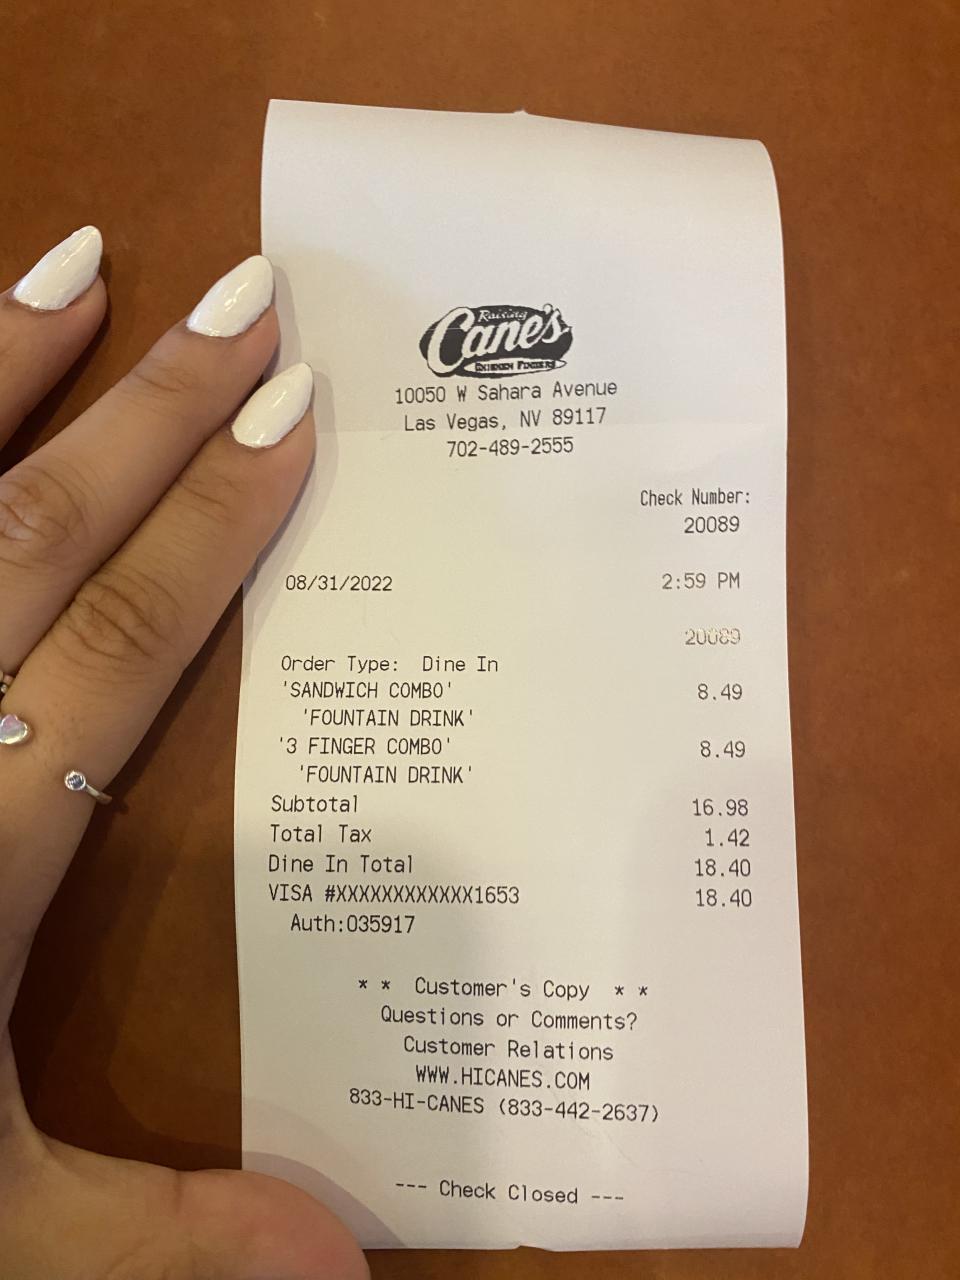 Raising
Cane's
CHICKEN FINGERS
10050 W Sahara Avenue
Las Vegas, NV 89117
702-489-2555
Check Number:
20089
08/31/2022 2:59 PM
20089
Order Type: Dine In
'SANDWICH COMBO' 8.49
'FOUNTAIN DRINK'
'3 FINGER COMBO' 8.49
'FOUNTAIN DRINK'
Subtotal 16.98
Total Tax 1.42
Dine In Total 18.40
VISA #XXXXXXXXXXXX1653 18.40
Auth:035917
* * Customer's Copy * *
Questions or Comments?
Customer Relations
WWW.HICANES.COM
833-HI-CANES (833-442-2637)
--- Check Closed ---